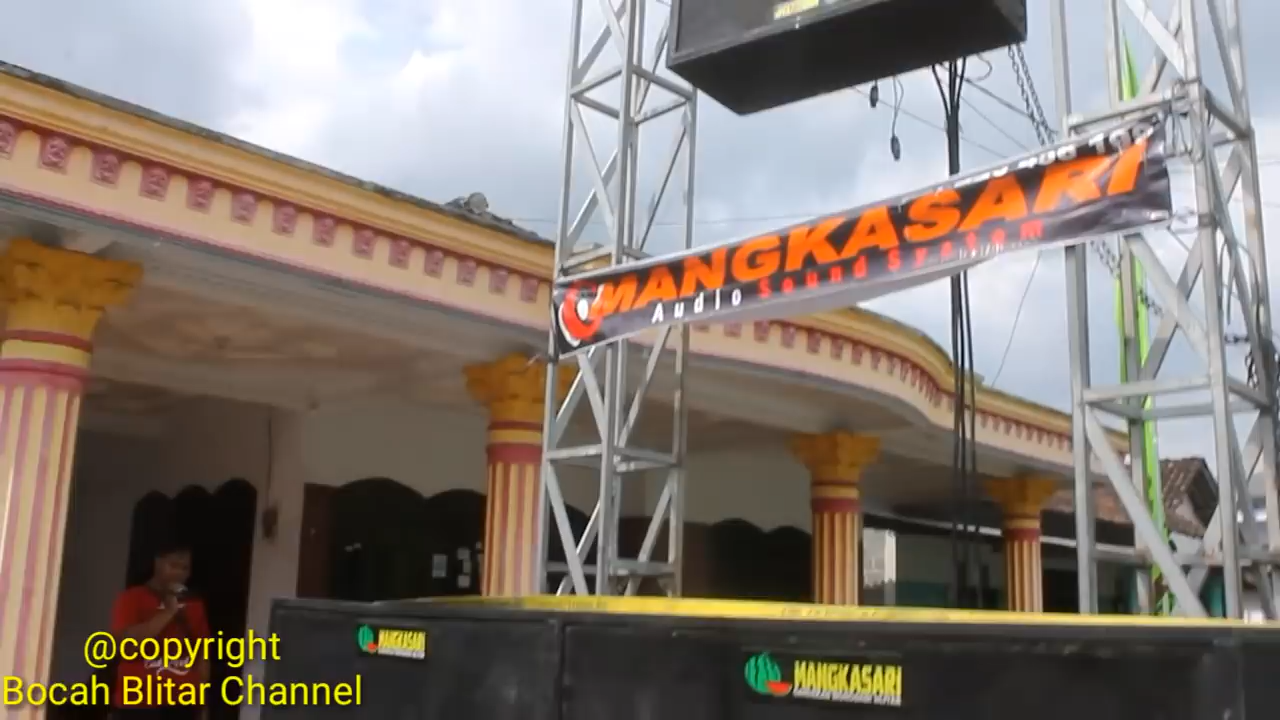 MANGKASARI
Audio Sound System
MANGKASARI
MANGKASARI
@copyright
Bocah Blitar Channel